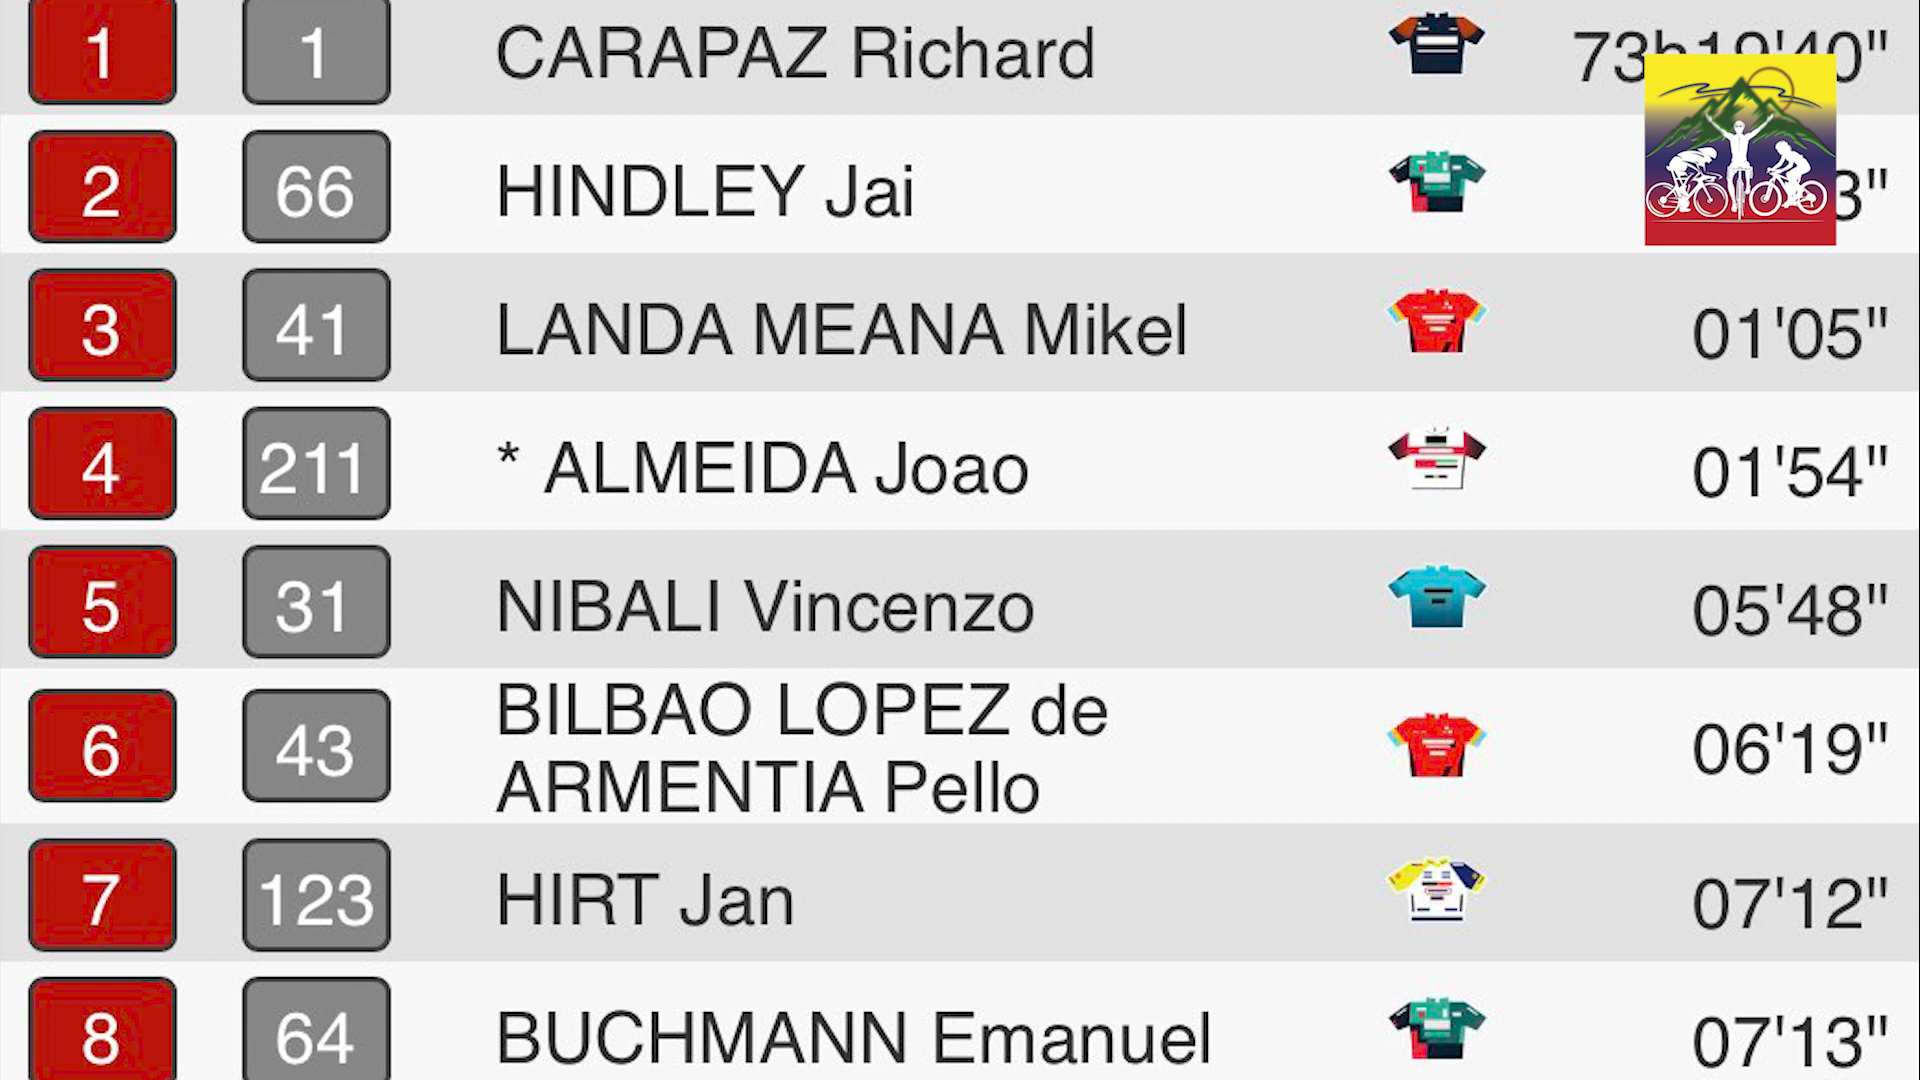 1 1 CARAPAZ Richard
2 66 HINDLEY Jai
3 41 LANDA MEANA Mikel 01'05"
4 211 * ALMEIDA Joao 01'54"
5 31 NIBALI Vincenzo 05'48"
6 43 BILBAO LOPEZ de
ARMENTIA Pello 06'19"
7 123 HIRT Jan 07'12"
8 64 BUCHMANN Emanuel 07'13"